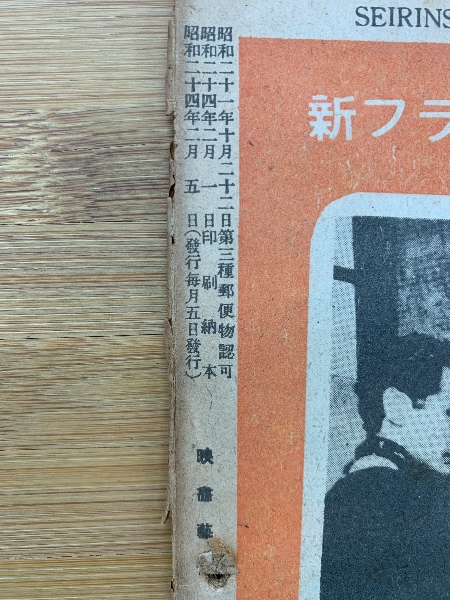 SEIRINS
新フラ
昭和二十一年十月二十二日第三種郵便物認可
昭和二十四年二月一日印刷納本
昭和二十四年二月五日(發行毎月五日發行)
映畫藝